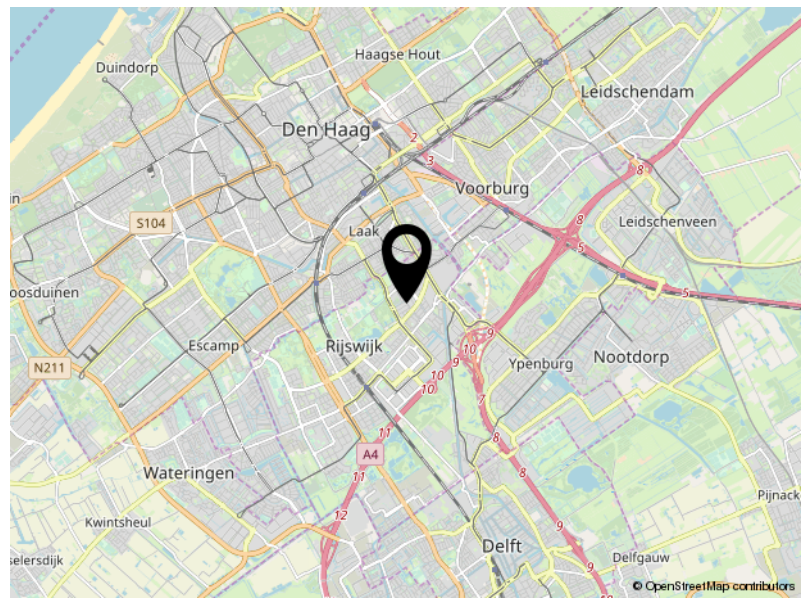 Duindorp
Haagse Hout
Leidschendam
Den Haag
2
3
8
Voorburg
S104
Laak
Leidschenveen
8
5
5
oosduinen
Escamp
Rijswijk
9
10
9
10
10
N211
Ypenburg
Nootdorp
7
11
8
A4
11
Wateringen
8
12
9
Pijnack
Kwintsheul
Delft
9
selersdijk
Delfgauw
10
© OpenStreetMap contributors